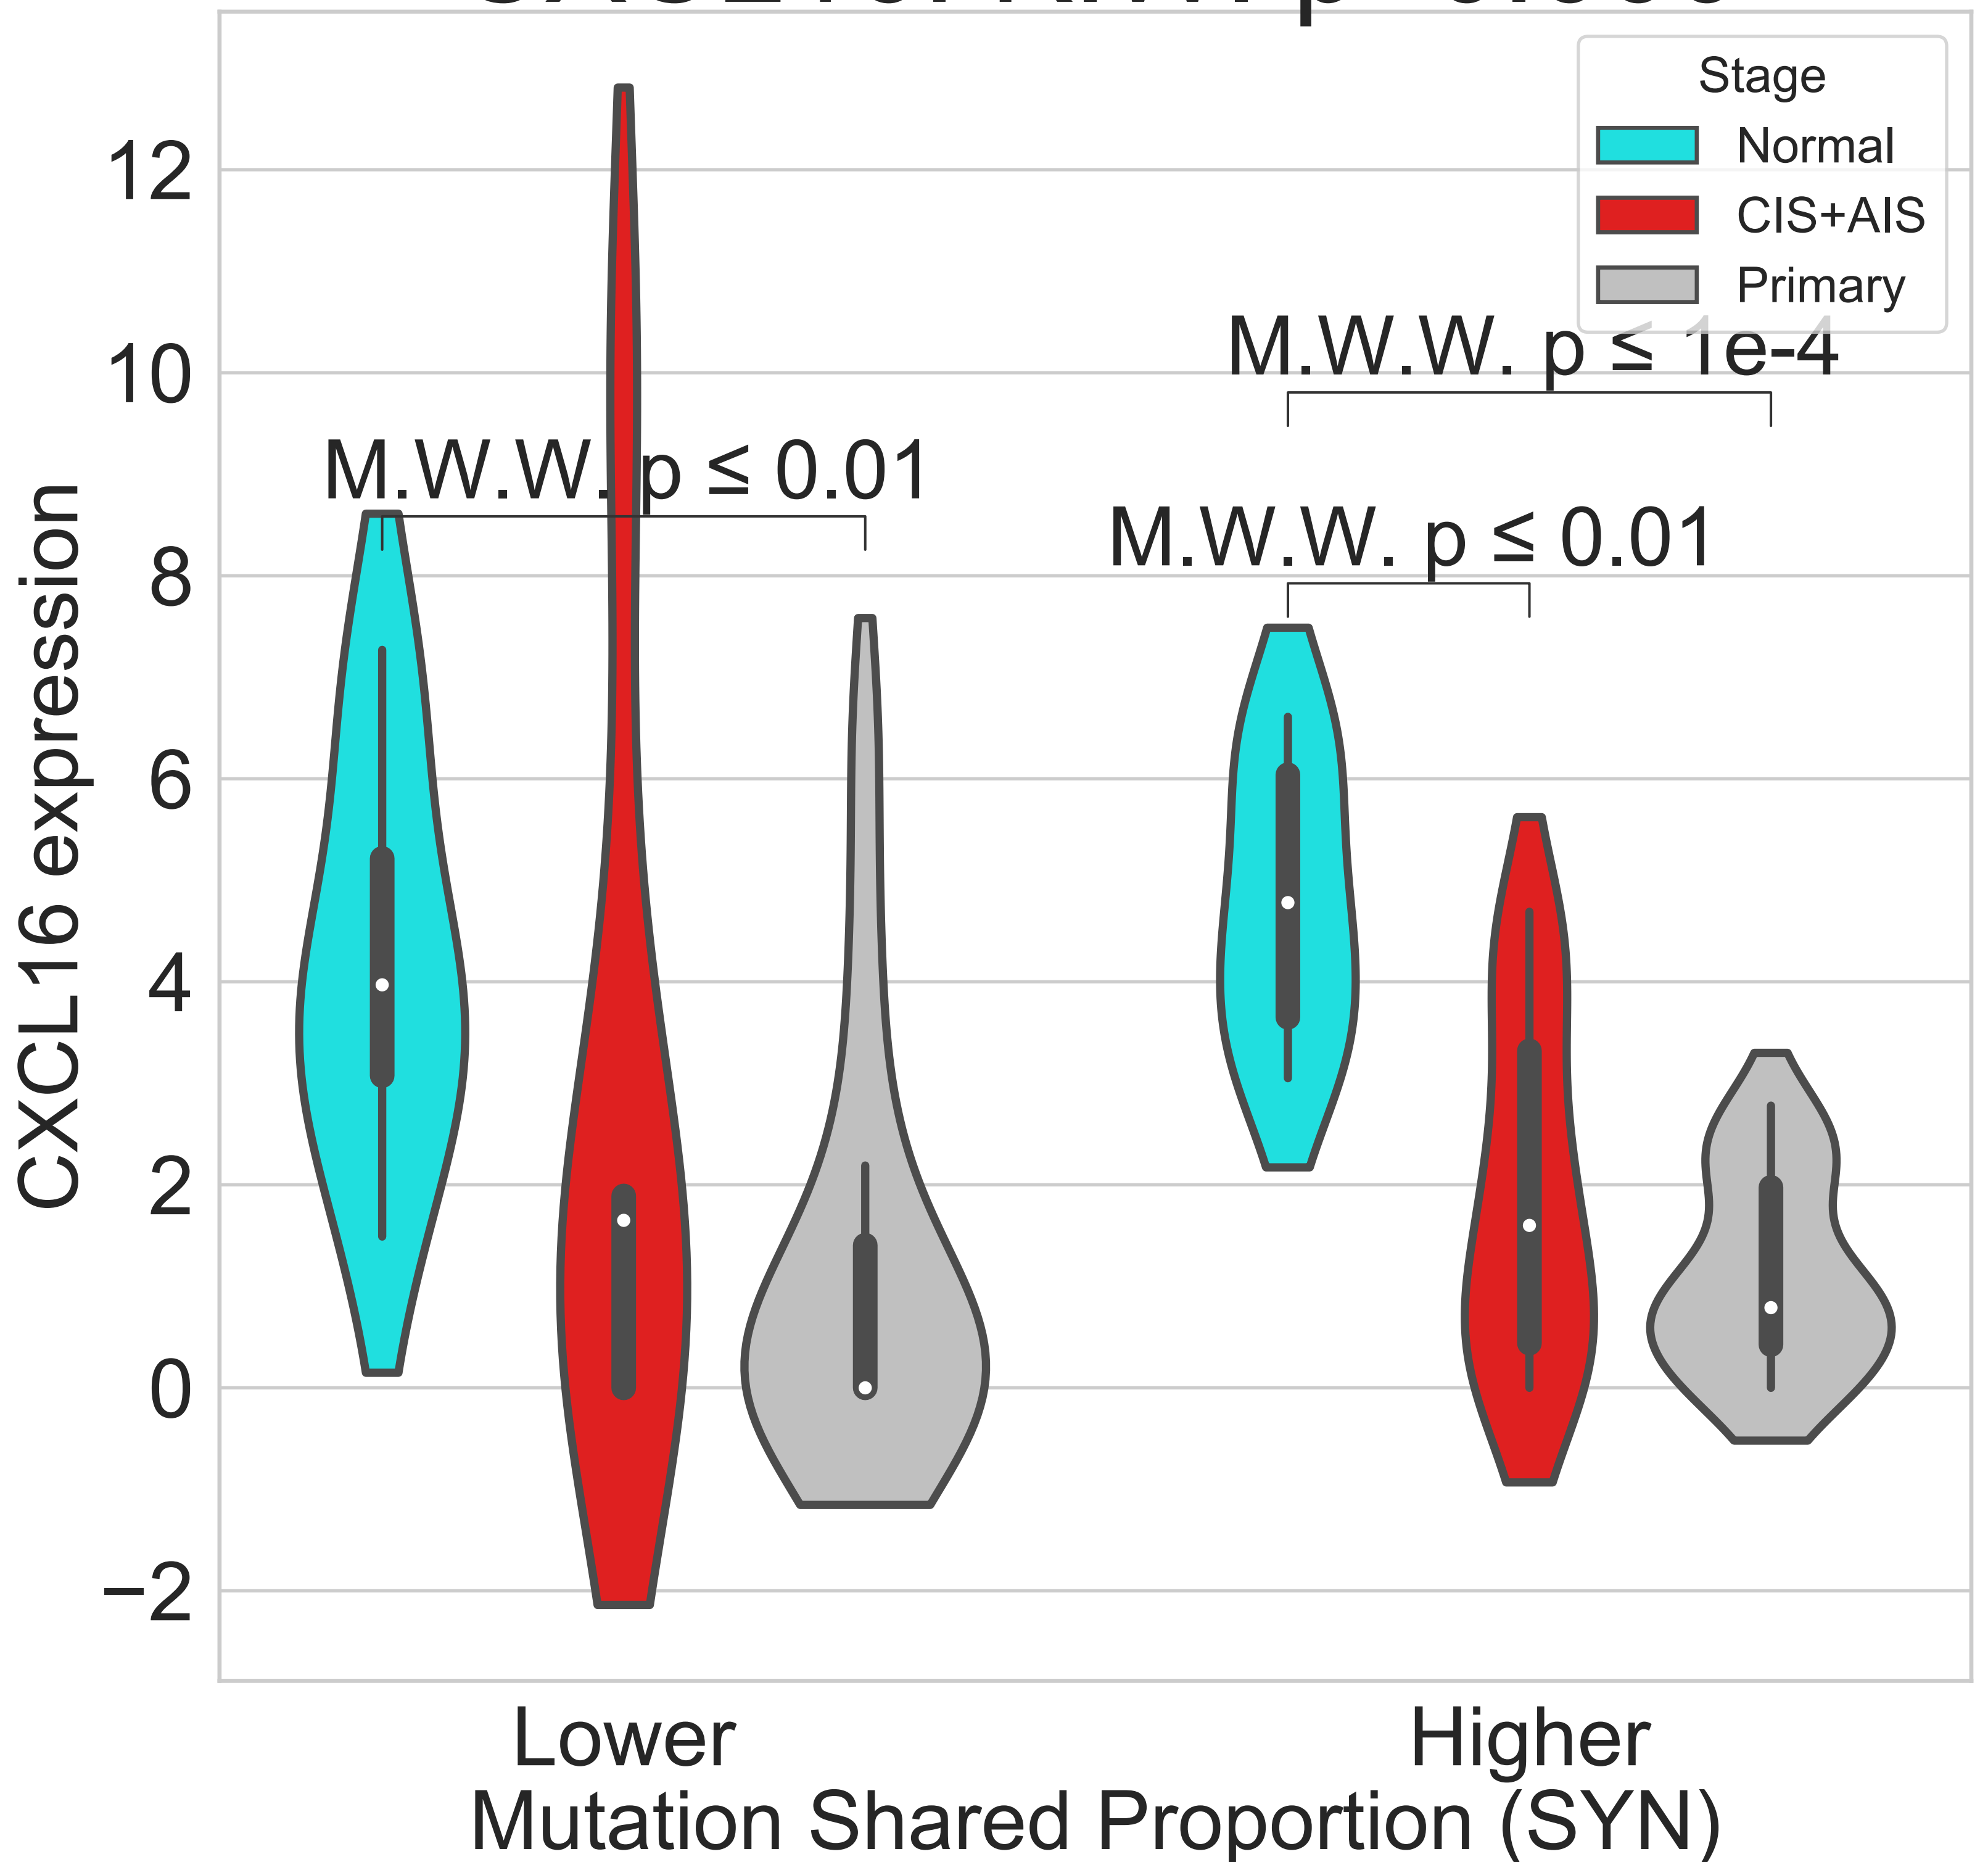 Stage
Normal
CIS+AIS
Primary
12
10
8
6
4
2
0
−2
CXCL16 expression
M.W.W. p ≤ 1e-4
M.W.W. p ≤ 0.01
M.W.W. p ≤ 0.01
Lower
Higher
Mutation Shared Proportion (SYN)